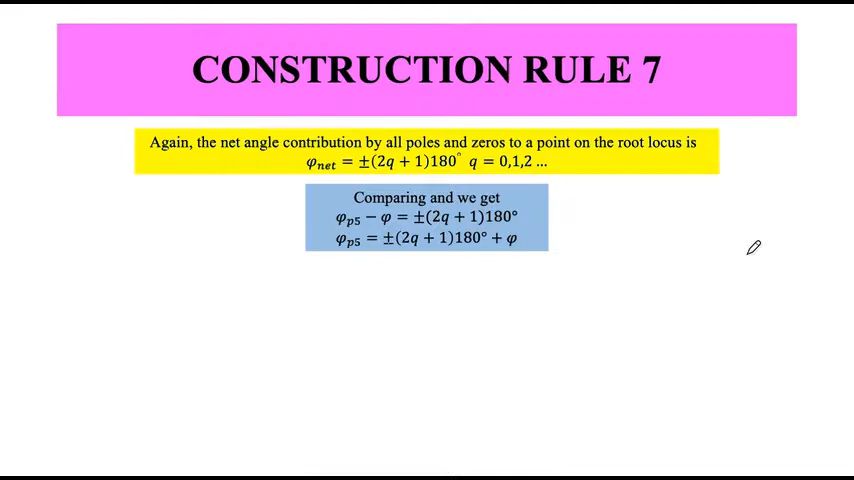 CONSTRUCTION RULE 7
Again, the net angle contribution by all poles and zeros to a point on the root locus is
φₙₑₜ = ±(2q + 1)180° q = 0,1,2 …
Comparing and we get
φₚ₅ − φ = ±(2q + 1)180°
φₚ₅ = ±(2q + 1)180° + φ